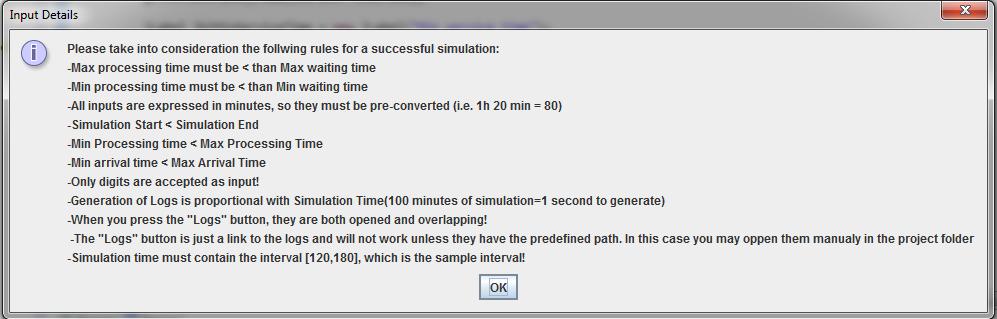 Input Details
Please take into consideration the follwing rules for a successful simulation:
-Max processing time must be < than Max waiting time
-Min processing time must be < than Min waiting time
-All inputs are expressed in minutes, so they must be pre-converted (i.e. 1h 20 min = 80)
-Simulation Start < Simulation End
-Min Processing time < Max Processing Time
-Min arrival time < Max Arrival Time
-Only digits are accepted as input!
-Generation of Logs is proportional with Simulation Time(100 minutes of simulation=1 second to generate)
-When you press the "Logs" button, they are both opened and overlapping!
-The "Logs" button is just a link to the logs and will not work unless they have the predefined path. In this case you may oppen them manualy in the project folder
-Simulation time must contain the interval [120,180], which is the sample interval!
OK